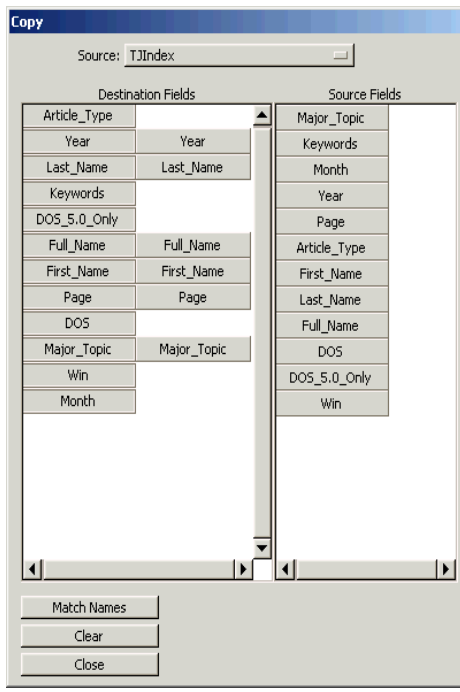 Copy
Source: TJIndex
Destination Fields
Article_Type
Year Year
Last_Name Last_Name
Keywords
DOS_5.0_Only
Full_Name Full_Name
First_Name First_Name
Page Page
DOS
Major_Topic Major_Topic
Win
Month
Source Fields
Major_Topic
Keywords
Month
Year
Page
Article_Type
First_Name
Last_Name
Full_Name
DOS
DOS_5.0_Only
Win
Match Names
Clear
Close